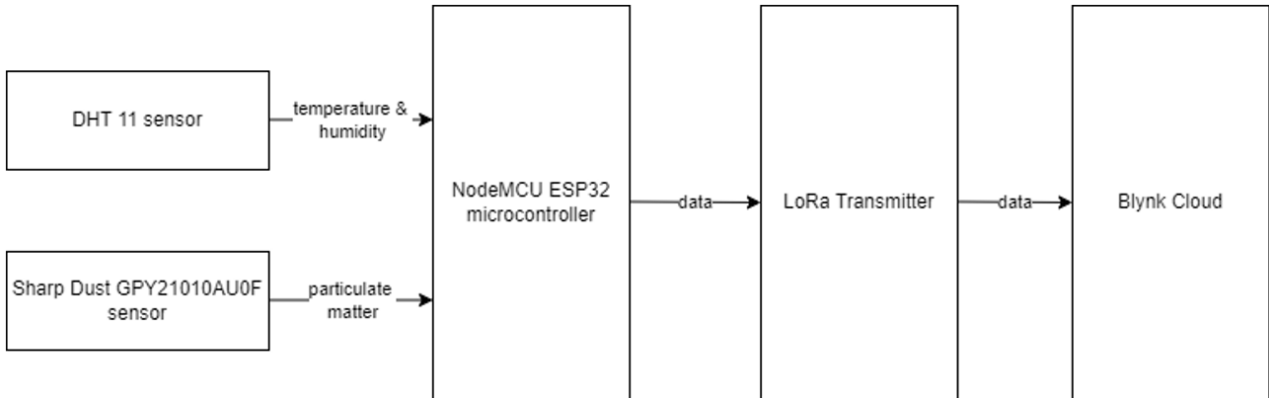 DHT 11 sensor
temperature &
humidity
Sharp Dust GPY21010AU0F
sensor
particulate
matter
NodeMCU ESP32
microcontroller
data
LoRa Transmitter
data
Blynk Cloud